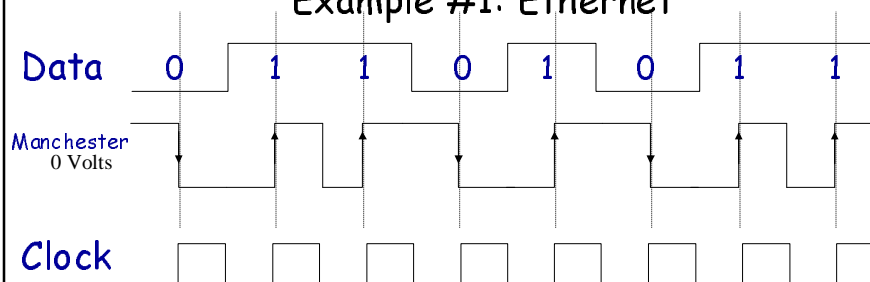 Example #1: Ethernet
Data 0 1 1 0 1 0 1 1
Manchester
0 Volts
Clock